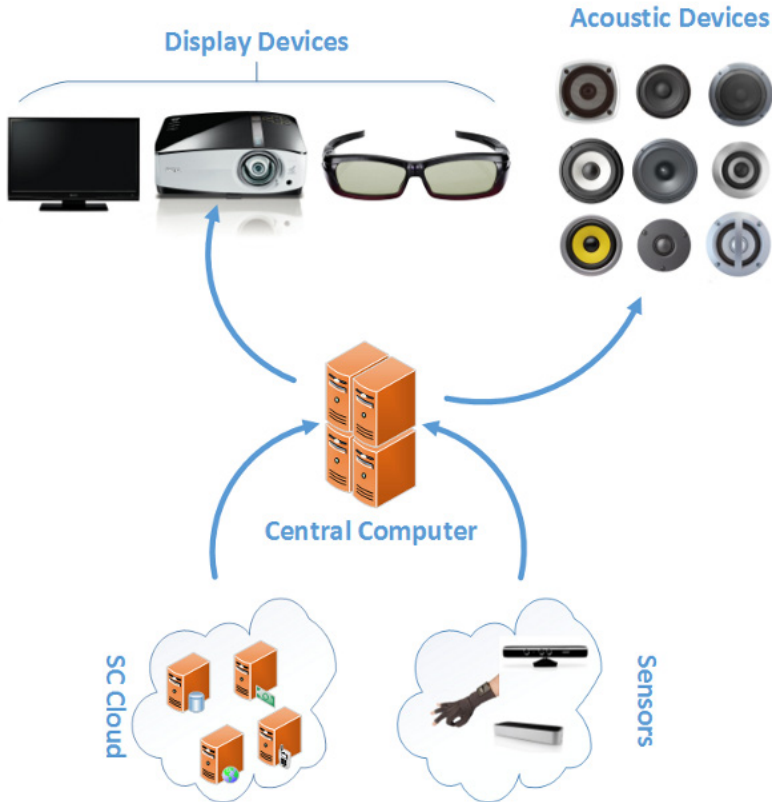 Acoustic Devices
Display Devices
Central Computer
SC Cloud
Sensors